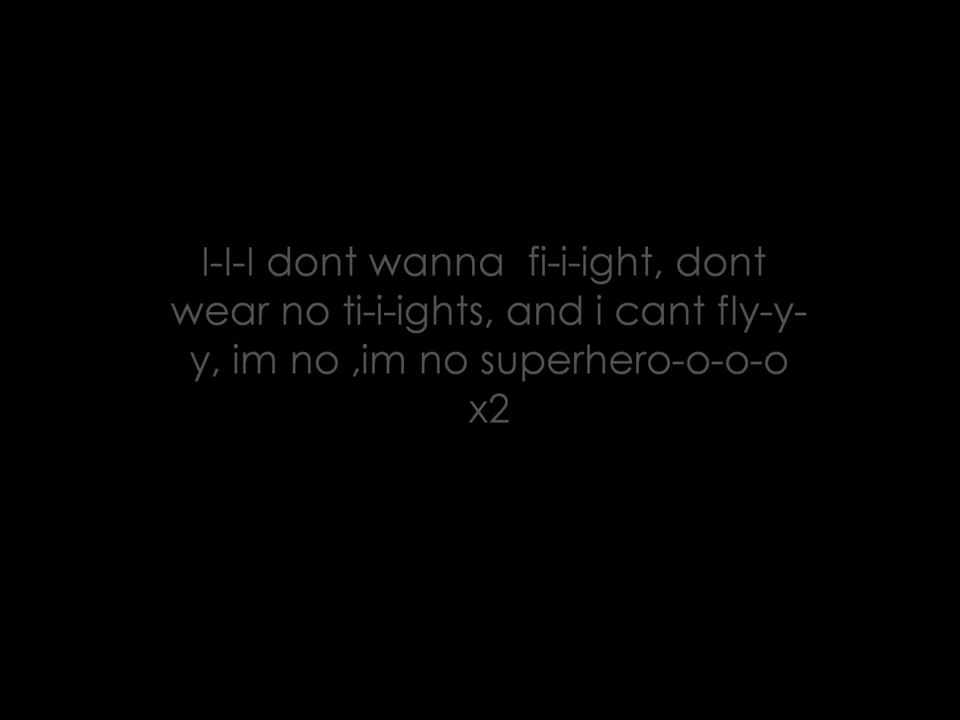 I-I-I dont wanna  fi-i-ight, dont
wear no ti-i-ights, and i cant fly-y-
y, im no ,im no superhero-o-o-o
x2